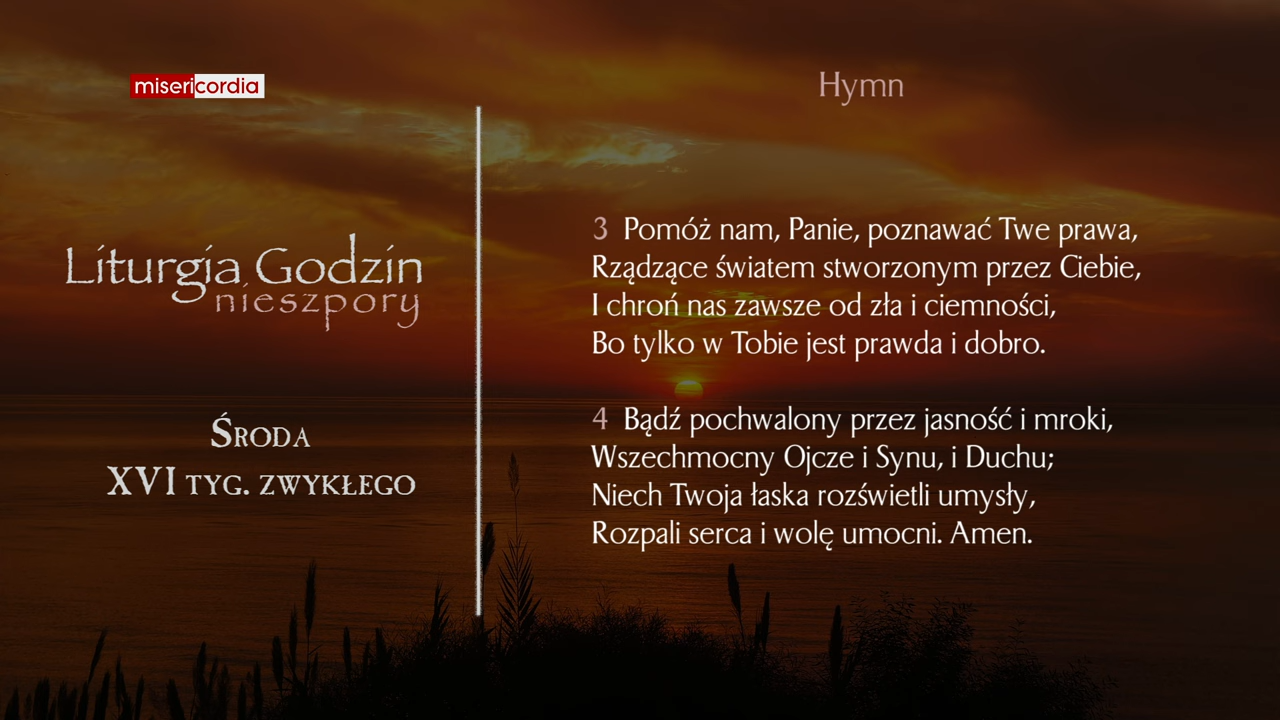 misericordia
Liturgia Godzin
nieszpory
Środa
XVI tyg. zwykłego
Hymn
3 Pomóż nam, Panie, poznawać Twe prawa,
Rządzące światem stworzonym przez Ciebie,
I chroń nas zawsze od zła i ciemności,
Bo tylko w Tobie jest prawda i dobro.
4 Bądź pochwalony przez jasność i mroki,
Wszechmocny Ojcze i Synu, i Duchu;
Niech Twoja łaska rozświetli umysły,
Rozpali serca i wolę umocni. Amen.